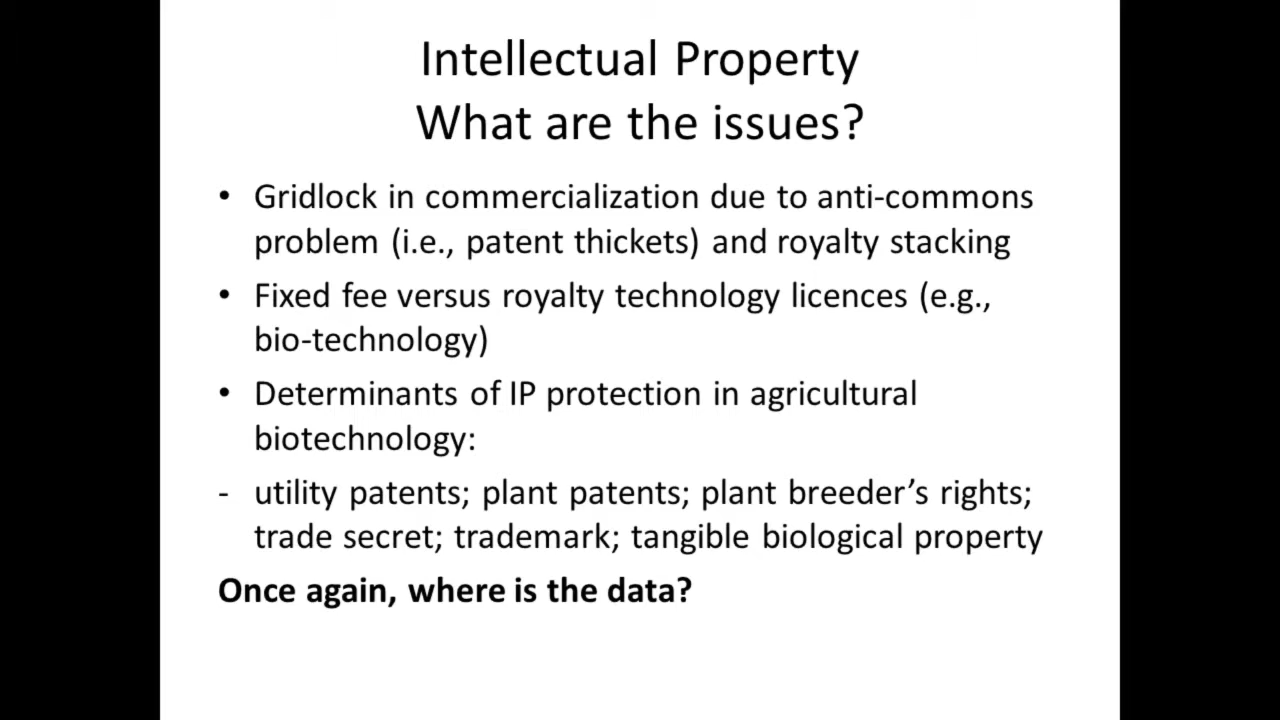 Intellectual Property
What are the issues?
• Gridlock in commercialization due to anti-commons
problem (i.e., patent thickets) and royalty stacking
• Fixed fee versus royalty technology licences (e.g.,
bio-technology)
• Determinants of IP protection in agricultural
biotechnology:
- utility patents; plant patents; plant breeder’s rights;
trade secret; trademark; tangible biological property
Once again, where is the data?